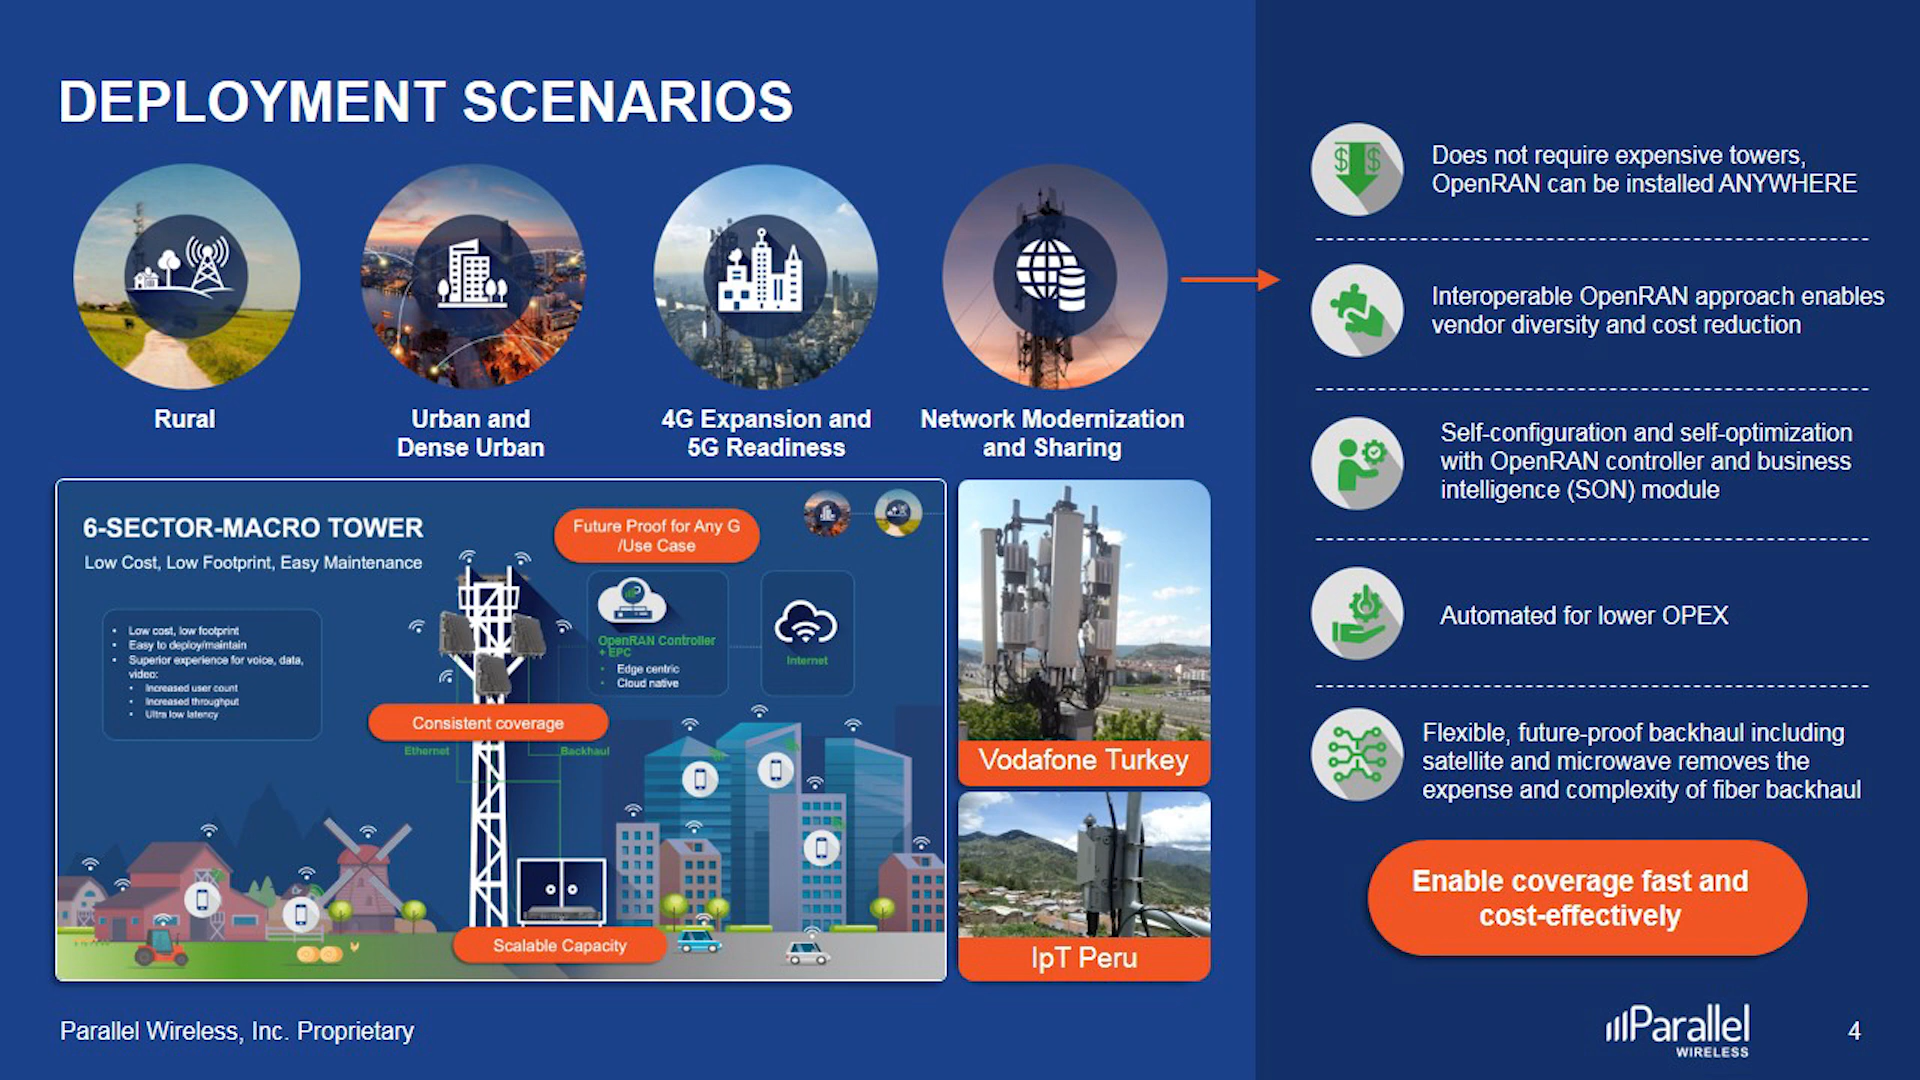 DEPLOYMENT SCENARIOS
Rural
Urban and
Dense Urban
4G Expansion and
5G Readiness
Network Modernization
and Sharing
6-SECTOR-MACRO TOWER
Low Cost, Low Footprint, Easy Maintenance
• Low cost, low footprint
• Easy to deploy/maintain
• Superior experience for voice, data,
video:
• Increased user count
• Increased throughput
• Ultra low latency
Future Proof for Any G
/Use Case
OpenRAN Controller
+ EPC
• Edge centric
• Cloud native
Internet
Consistent coverage
Ethernet
Backhaul
Scalable Capacity
Vodafone Turkey
IpT Peru
$ $
Does not require expensive towers,
OpenRAN can be installed ANYWHERE
Interoperable OpenRAN approach enables
vendor diversity and cost reduction
Self-configuration and self-optimization
with OpenRAN controller and business
intelligence (SON) module
Automated for lower OPEX
Flexible, future-proof backhaul including
satellite and microwave removes the
expense and complexity of fiber backhaul
Enable coverage fast and
cost-effectively
Parallel Wireless, Inc. Proprietary
Parallel
WIRELESS
4